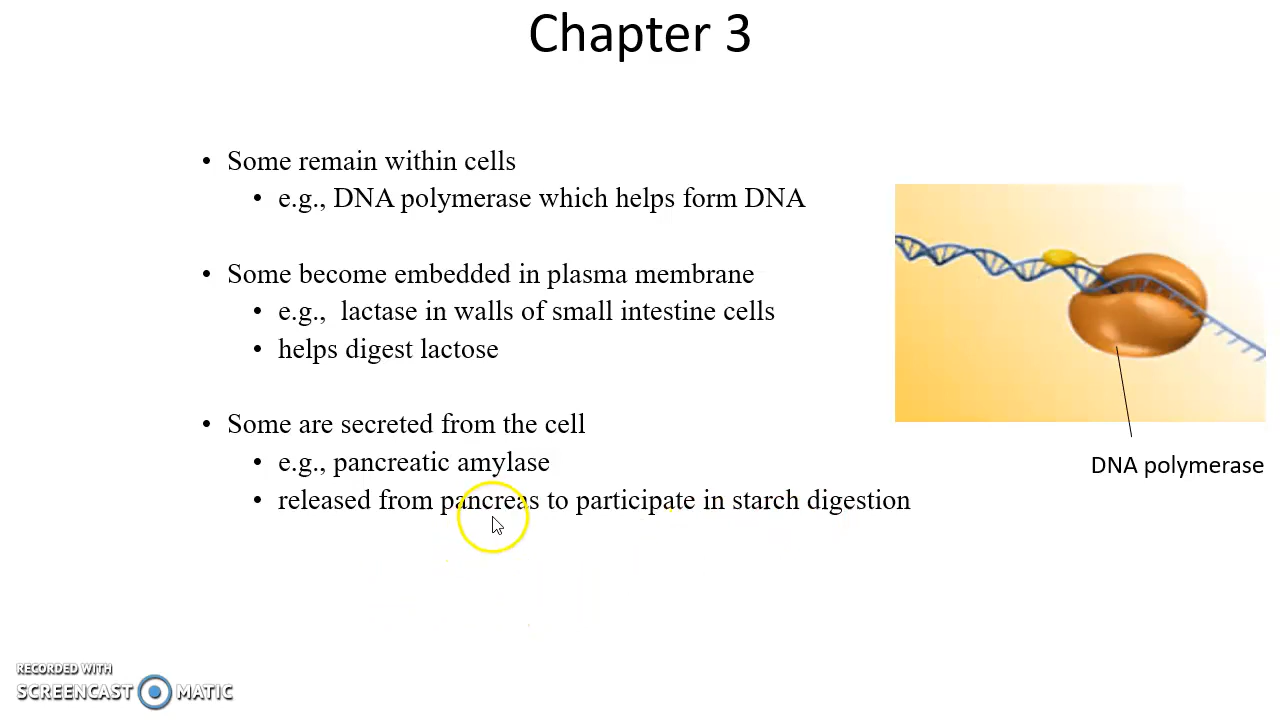 Chapter 3
• Some remain within cells
• e.g., DNA polymerase which helps form DNA
• Some become embedded in plasma membrane
• e.g.,  lactase in walls of small intestine cells
• helps digest lactose
• Some are secreted from the cell
• e.g., pancreatic amylase
• released from pancreas to participate in starch digestion
DNA polymerase
RECORDED WITH
SCREENCAST MATIC